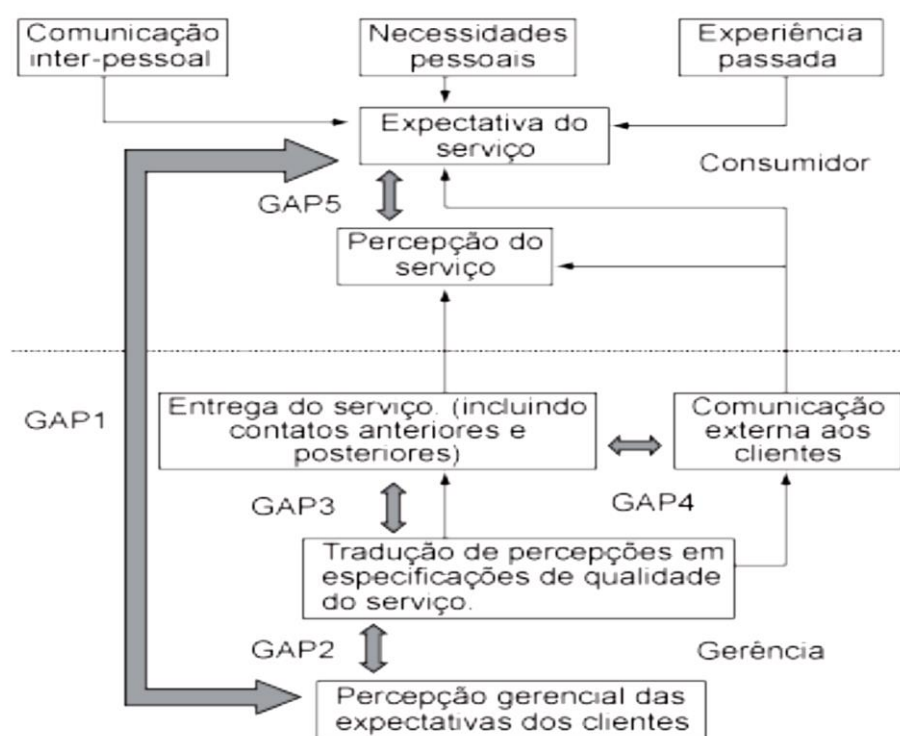 Comunicação
inter-pessoal
Necessidades
pessoais
Experiência
passada
Expectativa do
serviço
Consumidor
GAP5
Percepção do
serviço
GAP1
Entrega do serviço. (incluindo
contatos anteriores e
posteriores)
Comunicação
externa aos
clientes
GAP3
GAP4
Tradução de percepções em
especificações de qualidade
do serviço.
GAP2
Gerência
Percepção gerencial das
expectativas dos clientes